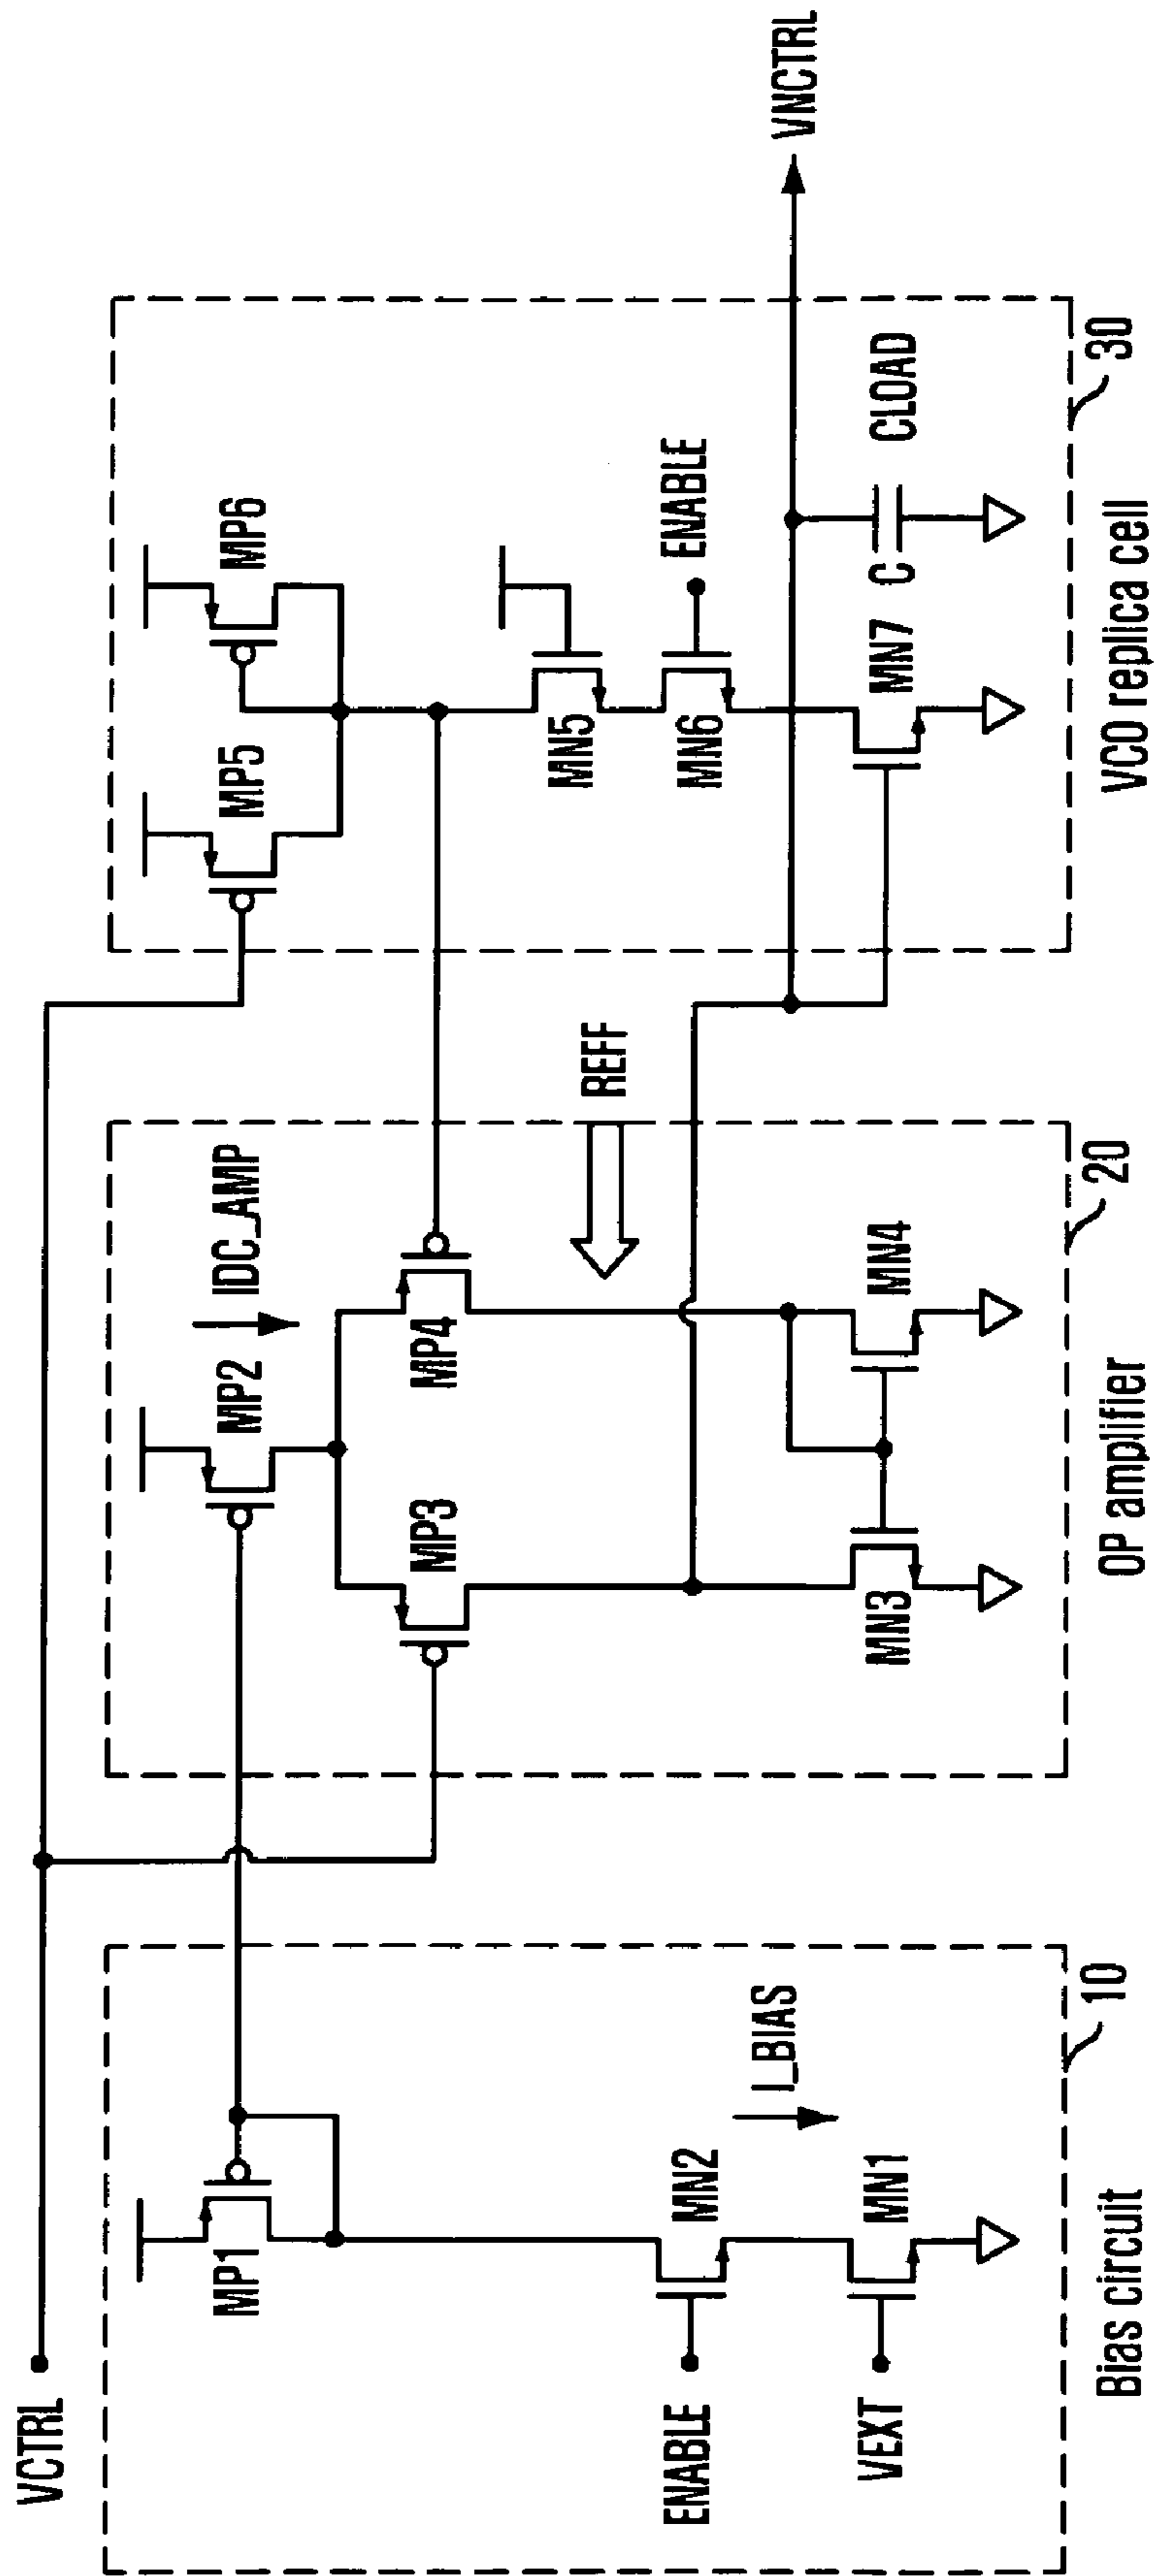 VCTRL
MP1
ENABLE
MN2
I_BIAS
VEXT
MN1
10
Bias circuit
MP2
IDC_AMP
MP3
MP4
REFF
MN3
MN4
20
OP amplifier
MP5
MP6
MN5
MN6
ENABLE
VNCTRL
MN7
C
CLOAD
30
VCO replica cell